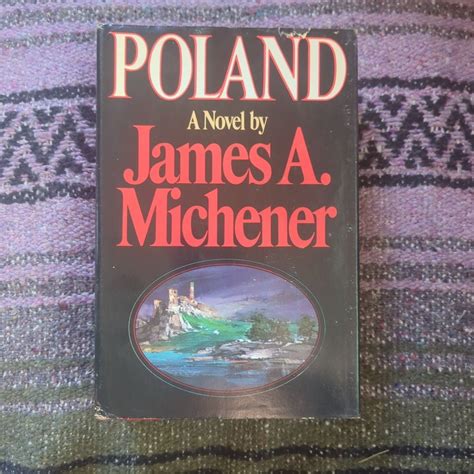 POLAND
A Novel by
James A.
Michener